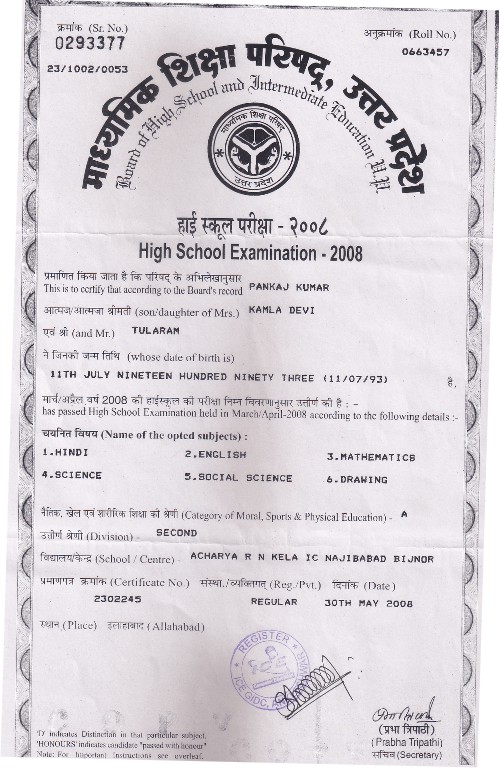 क्रमांक (Sr. No.)
0293377
23/1002/0053
अनुक्रमांक (Roll No.)
0663457
माध्यमिक शिक्षा परिषद्, उत्तर प्रदेश
Board of High School and Intermediate Education U.P.
माध्यमिक शिक्षा परिषद्
उत्तर प्रदेश
हाई स्कूल परीक्षा - २००८
High School Examination - 2008
प्रमाणित किया जाता है कि परिषद् के अभिलेखानुसार
This is to certify that according to the Board's record PANKAJ KUMAR
आत्मज/आत्मजा श्रीमती (son/daughter of Mrs.) KAMLA DEVI
एवं श्री (and Mr.) TULARAM
ने जिनकी जन्म तिथि (whose date of birth is)
11TH JULY NINETEEN HUNDRED NINETY THREE (11/07/93) है,
मार्च/अप्रैल वर्ष 2008 की हाईस्कूल की परीक्षा निम्न विवरणानुसार उत्तीर्ण की है : -
has passed High School Examination held in March/April-2008 according to the following details :-
चयनित विषय (Name of the opted subjects) :
1.HINDI 2.ENGLISH 3.MATHEMATICS
4.SCIENCE 5.SOCIAL SCIENCE 6.DRAWING
नैतिक, खेल एवं शारीरिक शिक्षा की श्रेणी (Category of Moral, Sports & Physical Education) - A
उत्तीर्ण श्रेणी (Division) - SECOND
विद्यालय/केन्द्र (School / Centre) - ACHARYA R N KELA IC NAJIBABAD BIJNOR
प्रमाणपत्र क्रमांक (Certificate No.) संस्था./व्यक्तिगत् (Reg./Pvt.) दिनांक (Date)
2302245 REGULAR 30TH MAY 2008
स्थान (Place) इलाहाबाद (Allahabad)
REGISTER
ICE GIDC,
(प्रभा त्रिपाठी)
(Prabha Tripathi)
सचिव (Secretary)
'D' indicates Distinction in that particular subject.
'HONOURS' indicates candidate "passed with honour"
Note: For Important Instructions see overleaf.